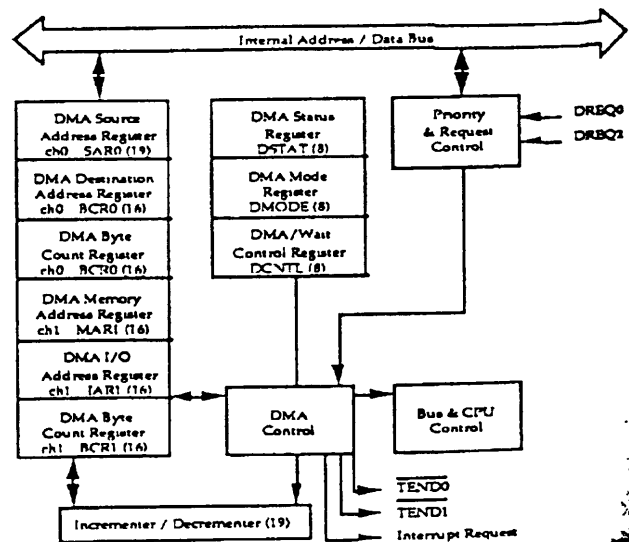 Internal Address / Data Bus
DMA Source
Address Register
ch0 SAR0 (19)
DMA Destination
Address Register
ch0 BCR0 (16)
DMA Byte
Count Register
ch0 BCR0 (16)
DMA Memory
Address Register
ch1 MAR1 (16)
DMA I/O
Address Register
ch1 IAR1 (16)
DMA Byte
Count Register
ch1 BCR1 (16)
Incrementer / Decrementer (19)
DMA Status
Register
DSTAT (8)
DMA Mode
Register
DMODE (8)
DMA/Wait
Control Register
DCNTL (8)
DMA
Control
Priority
& Request
Control
DREQ0
DREQ2
Bus & CPU
Control
TEND0
TEND1
Interrupt Request